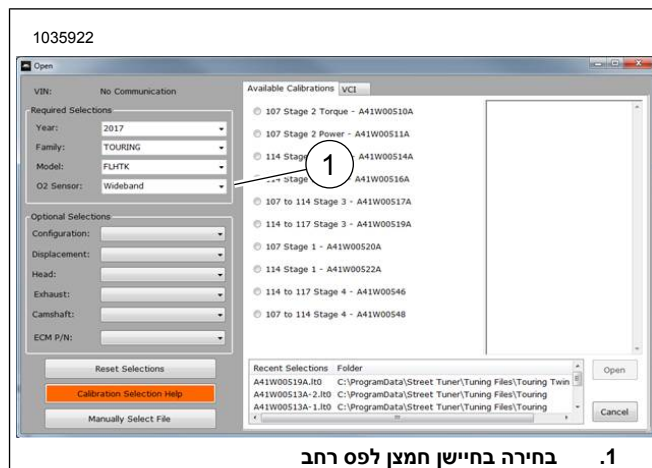 1035922
Open
VIN: No Communication
Required Selections
Year: 2017
Family: TOURING
Model: FLHTK
O2 Sensor: Wideband
Optional Selections
Configuration:
Displacement:
Head:
Exhaust:
Camshaft:
ECM P/N:
Reset Selections
Calibration Selection Help
Manually Select File
Available Calibrations VCI
107 Stage 2 Torque - A41W00510A
107 Stage 2 Power - A41W00511A
114 Stage A41W00514A
114 Stage A41W00516A
107 to 114 Stage 3 - A41W00517A
114 to 117 Stage 3 - A41W00519A
107 Stage 1 - A41W00520A
114 Stage 1 - A41W00522A
114 to 117 Stage 4 - A41W00546
107 to 114 Stage 4 - A41W00548
1
Recent Selections Folder
A41W00519A.lt0 C:\ProgramData\Street Tuner\Tuning Files\Touring Twin
A41W00513A-2.lt0 C:\ProgramData\Street Tuner\Tuning Files\Touring
A41W00513A-1.lt0 C:\ProgramData\Street Tuner\Tuning Files\Touring
Open
Cancel
1. בחירה בחיישן חמצן לפס רחב